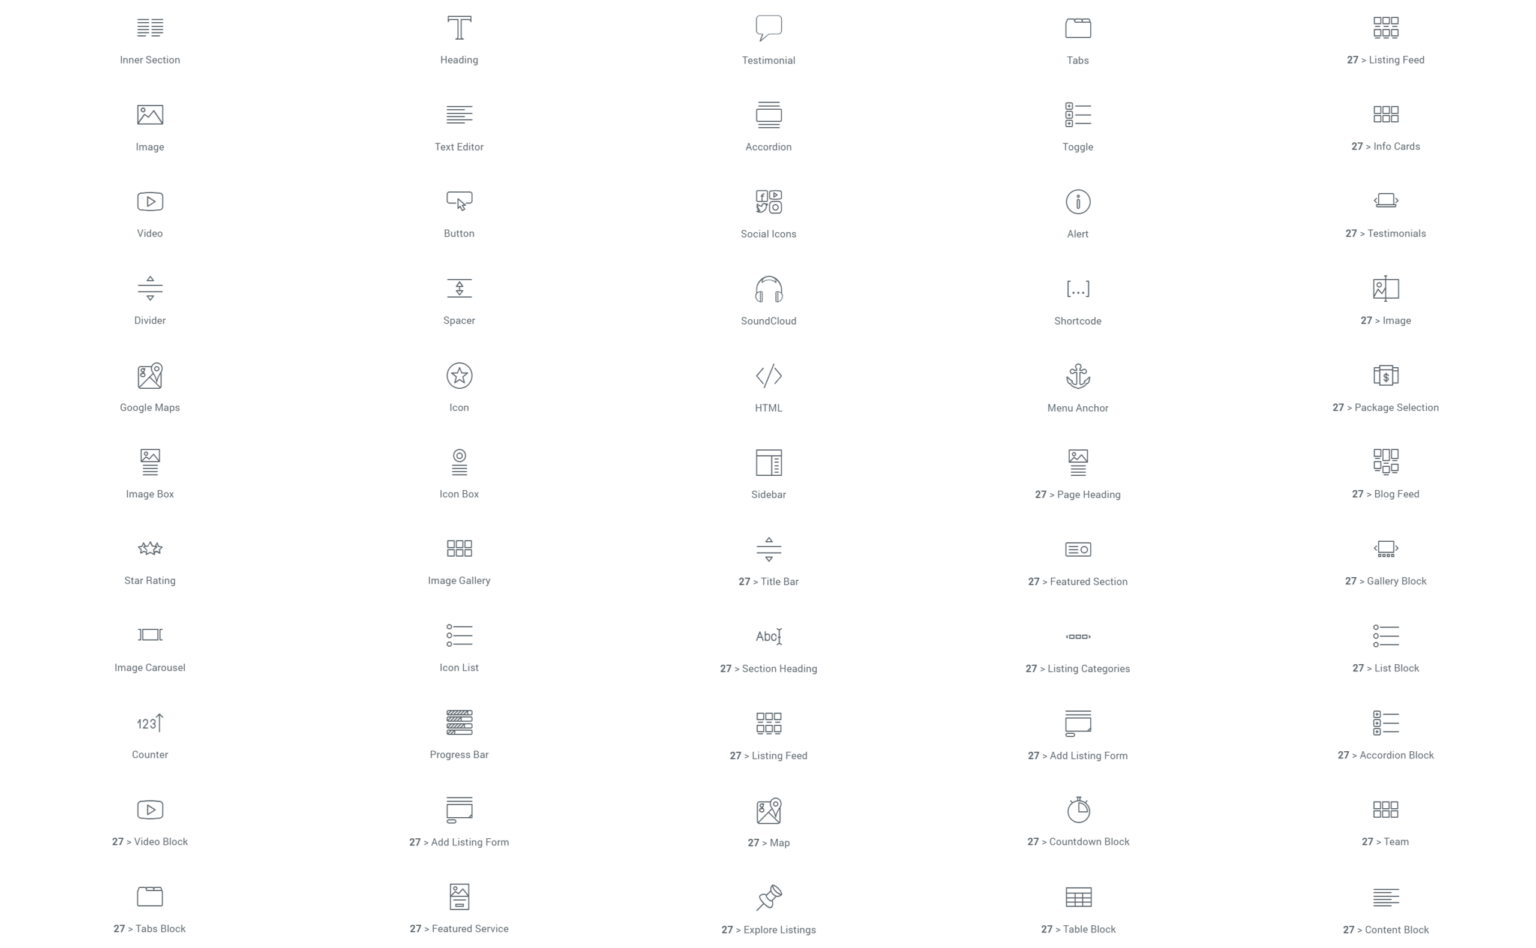 Inner Section
Heading
Testimonial
Tabs
27 > Listing Feed
Image
Text Editor
Accordion
Toggle
27 > Info Cards
Video
Button
Social Icons
Alert
27 > Testimonials
Divider
Spacer
SoundCloud
[...]
Shortcode
27 > Image
Google Maps
Icon
HTML
Menu Anchor
$
27 > Package Selection
Image Box
Icon Box
Sidebar
27 > Page Heading
27 > Blog Feed
Star Rating
Image Gallery
27 > Title Bar
27 > Featured Section
27 > Gallery Block
Image Carousel
Icon List
Abc
27 > Section Heading
27 > Listing Categories
27 > List Block
123
Counter
Progress Bar
27 > Listing Feed
27 > Add Listing Form
27 > Accordion Block
27 > Video Block
27 > Add Listing Form
27 > Map
27 > Countdown Block
27 > Team
27 > Tabs Block
27 > Featured Service
27 > Explore Listings
27 > Table Block
27 > Content Block